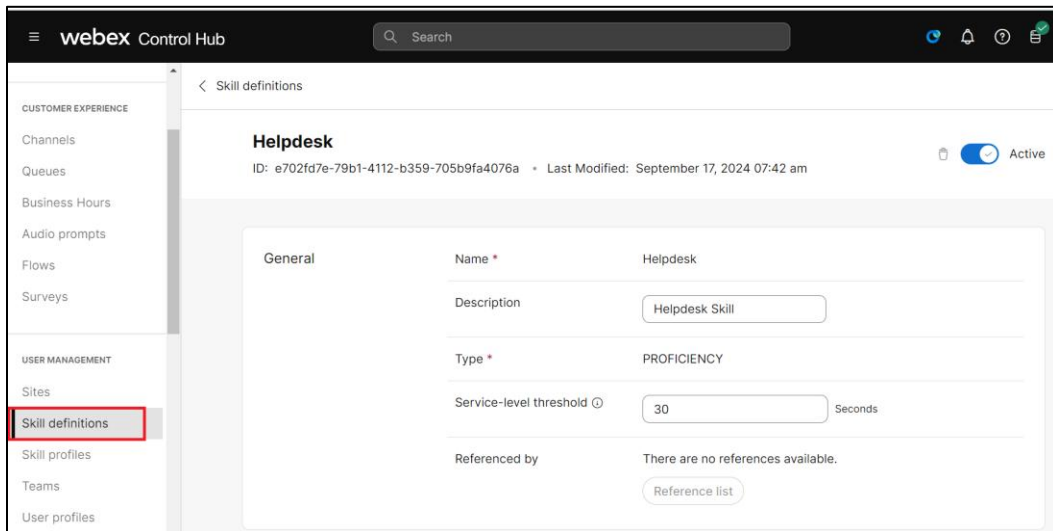 webex Control Hub
Search
CUSTOMER EXPERIENCE
Channels
Queues
Business Hours
Audio prompts
Flows
Surveys
USER MANAGEMENT
Sites
Skill definitions
Skill profiles
Teams
User profiles
Skill definitions
Helpdesk
ID: e702fd7e-79b1-4112-b359-705b9fa4076a • Last Modified: September 17, 2024 07:42 am
Active
General
Name * Helpdesk
Description Helpdesk Skill
Type * PROFICIENCY
Service-level threshold 30 Seconds
Referenced by There are no references available.
Reference list